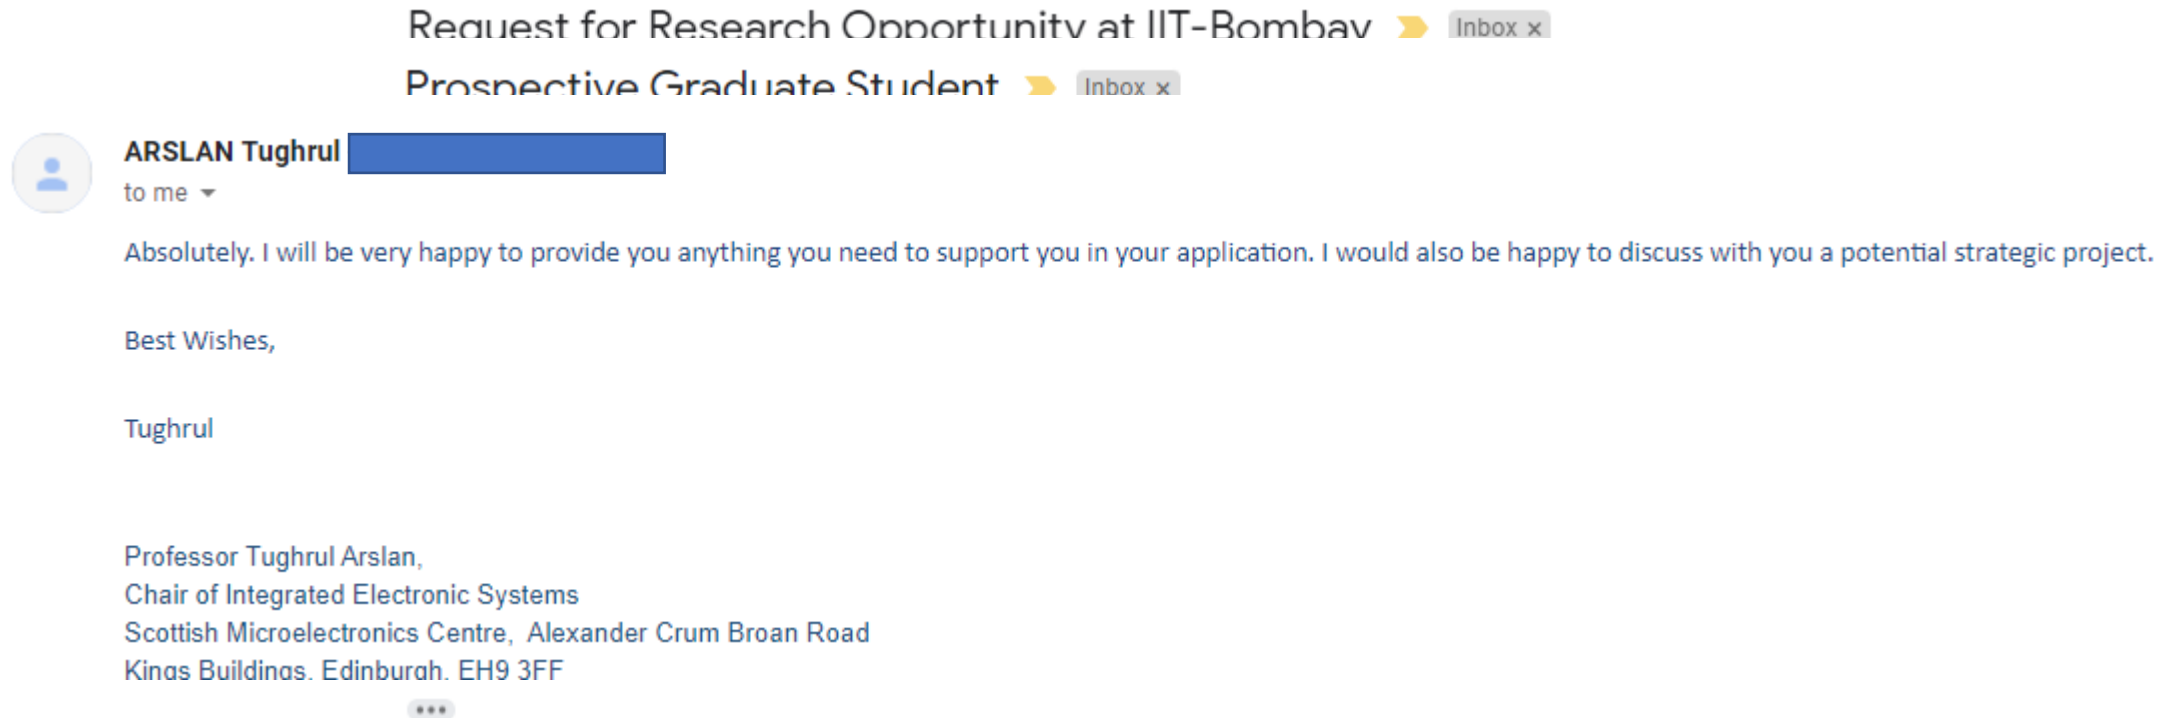 Request for Research Opportunity at IIT-Bombay Inbox ×
Prospective Graduate Student Inbox ×
ARSLAN Tughrul
to me
Absolutely. I will be very happy to provide you anything you need to support you in your application. I would also be happy to discuss with you a potential strategic project.
Best Wishes,
Tughrul
Professor Tughrul Arslan,
Chair of Integrated Electronic Systems
Scottish Microelectronics Centre, Alexander Crum Broan Road
Kings Buildings, Edinburgh, EH9 3FF